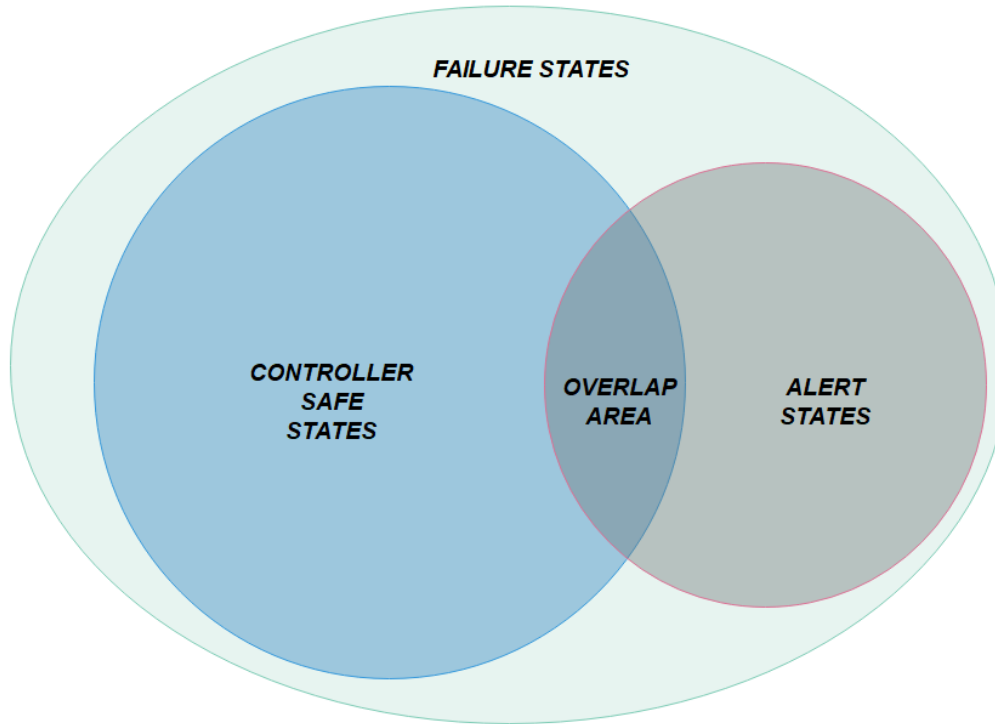 FAILURE STATES
CONTROLLER
SAFE
STATES
OVERLAP
AREA
ALERT
STATES